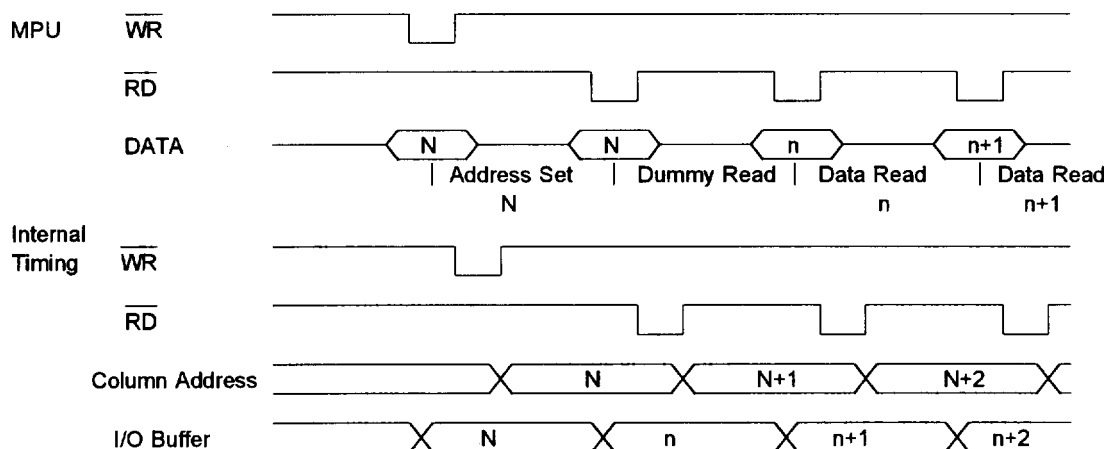 MPU WR
RD
DATA N N n n+1
Address Set Dummy Read Data Read Data Read
N n n+1
Internal
Timing WR
RD
Column Address N N+1 N+2
I/O Buffer N n n+1 n+2